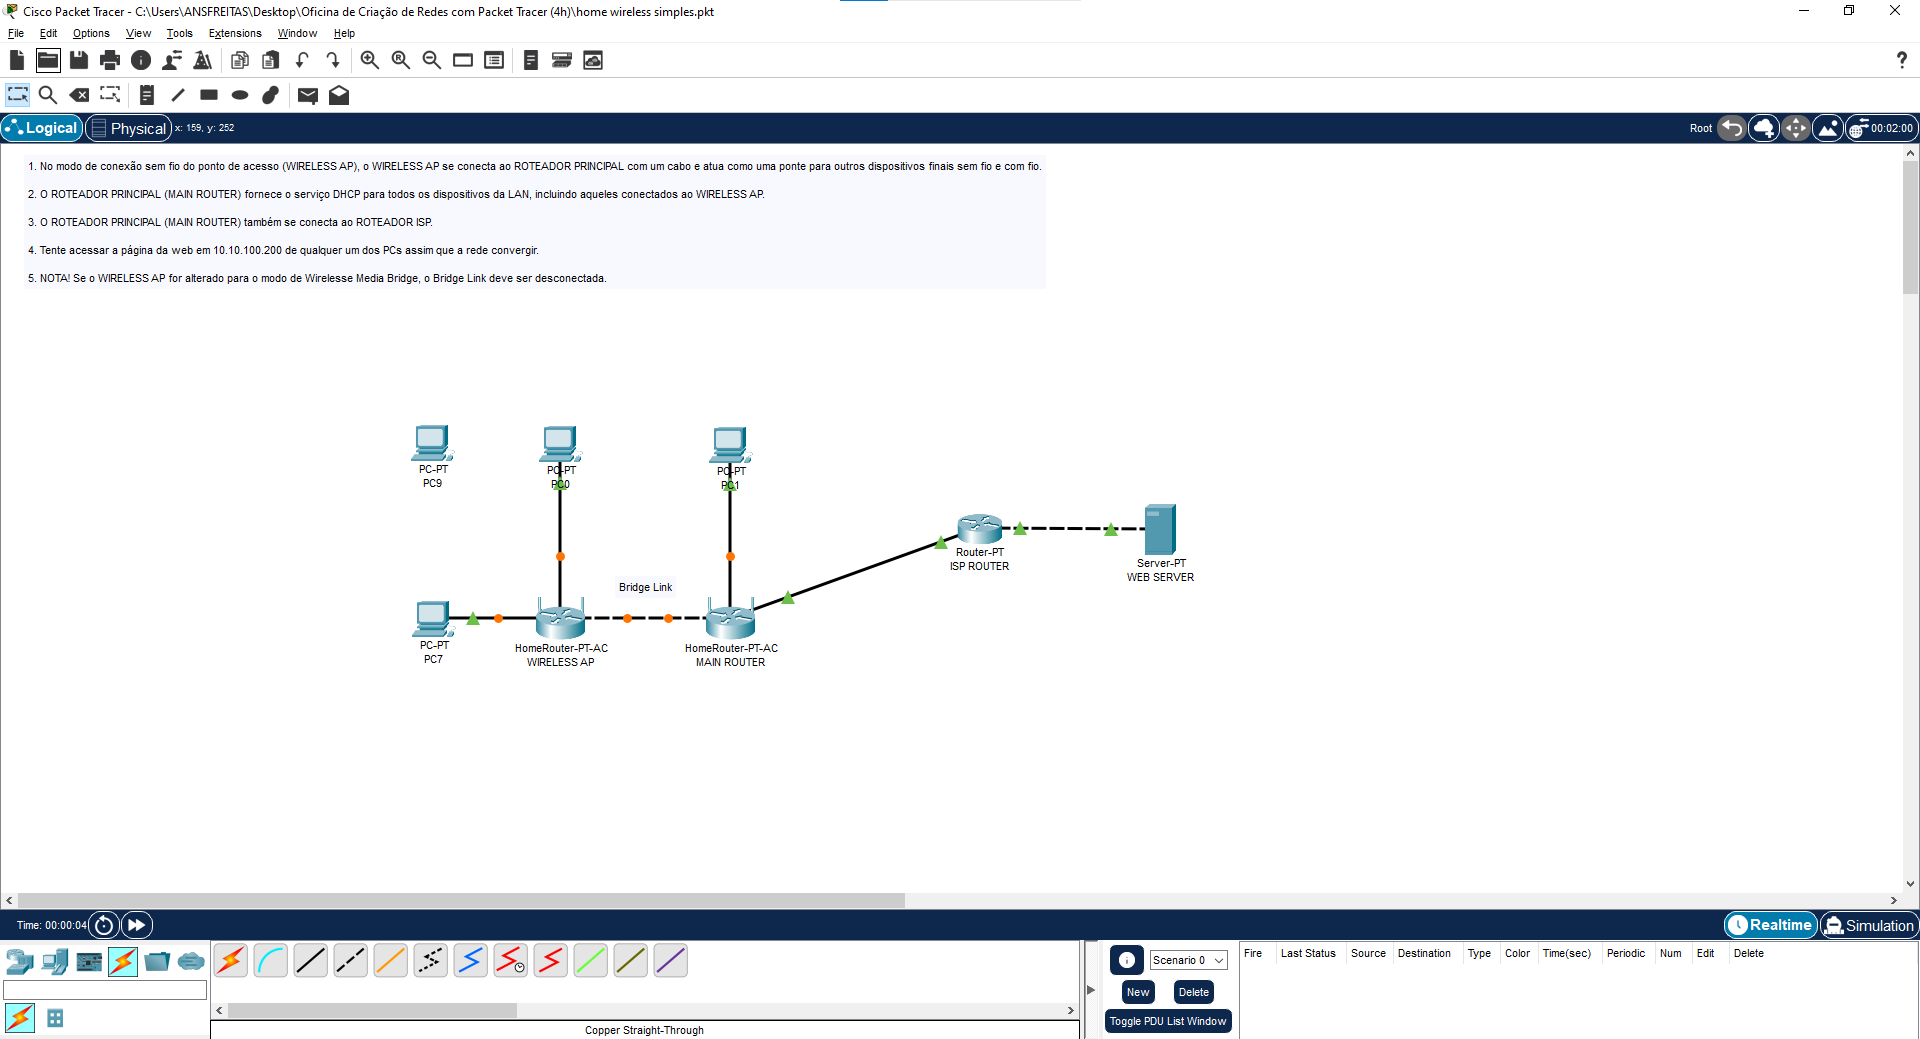 Cisco Packet Tracer - C:\Users\ANSFREITAS\Desktop\Oficina de Criação de Redes com Packet Tracer (4h)\home wireless simples.pkt
File Edit Options View Tools Extensions Window Help
?
Logical Physical x: 159, y: 252 Root 00:02:00
1. No modo de conexão sem fio do ponto de acesso (WIRELESS AP), o WIRELESS AP se conecta ao ROTEADOR PRINCIPAL com um cabo e atua como uma ponte para outros dispositivos finais sem fio e com fio.
2. O ROTEADOR PRINCIPAL (MAIN ROUTER) fornece o serviço DHCP para todos os dispositivos da LAN, incluindo aqueles conectados ao WIRELESS AP.
3. O ROTEADOR PRINCIPAL (MAIN ROUTER) também se conecta ao ROTEADOR ISP.
4. Tente acessar a página da web em 10.10.100.200 de qualquer um dos PCs assim que a rede convergir.
5. NOTA! Se o WIRELESS AP for alterado para o modo de Wirelesse Media Bridge, o Bridge Link deve ser desconectada.
PC-PT
PC9
PC-PT
PC0
PC-PT
PC1
Router-PT
ISP ROUTER
Server-PT
WEB SERVER
Bridge Link
PC-PT
PC7
HomeRouter-PT-AC
WIRELESS AP
HomeRouter-PT-AC
MAIN ROUTER
Time: 00:00:04 Realtime Simulation
Scenario 0
New Delete
Toggle PDU List Window
Fire Last Status Source Destination Type Color Time(sec) Periodic Num Edit Delete
Copper Straight-Through